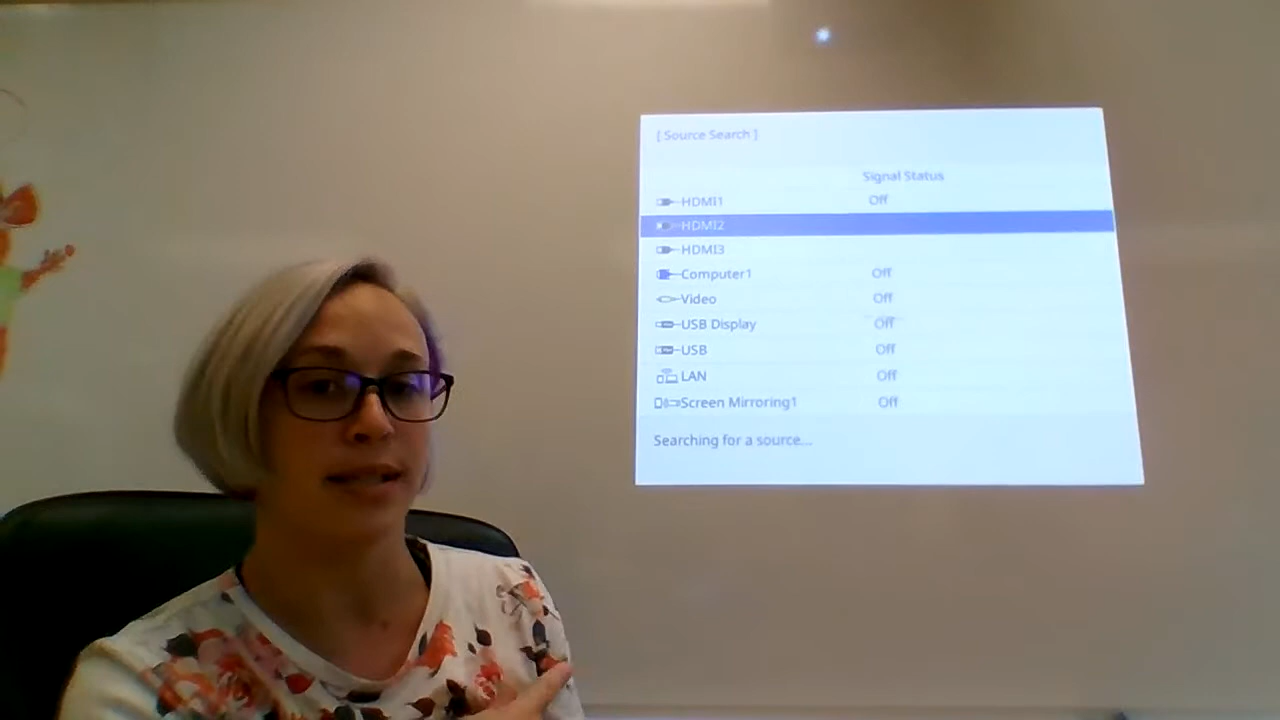 [ Source Search ]
Signal Status
HDMI1 Off
HDMI2
HDMI3
Computer1 Off
Video Off
USB Display Off
USB Off
LAN Off
Screen Mirroring1 Off
Searching for a source...